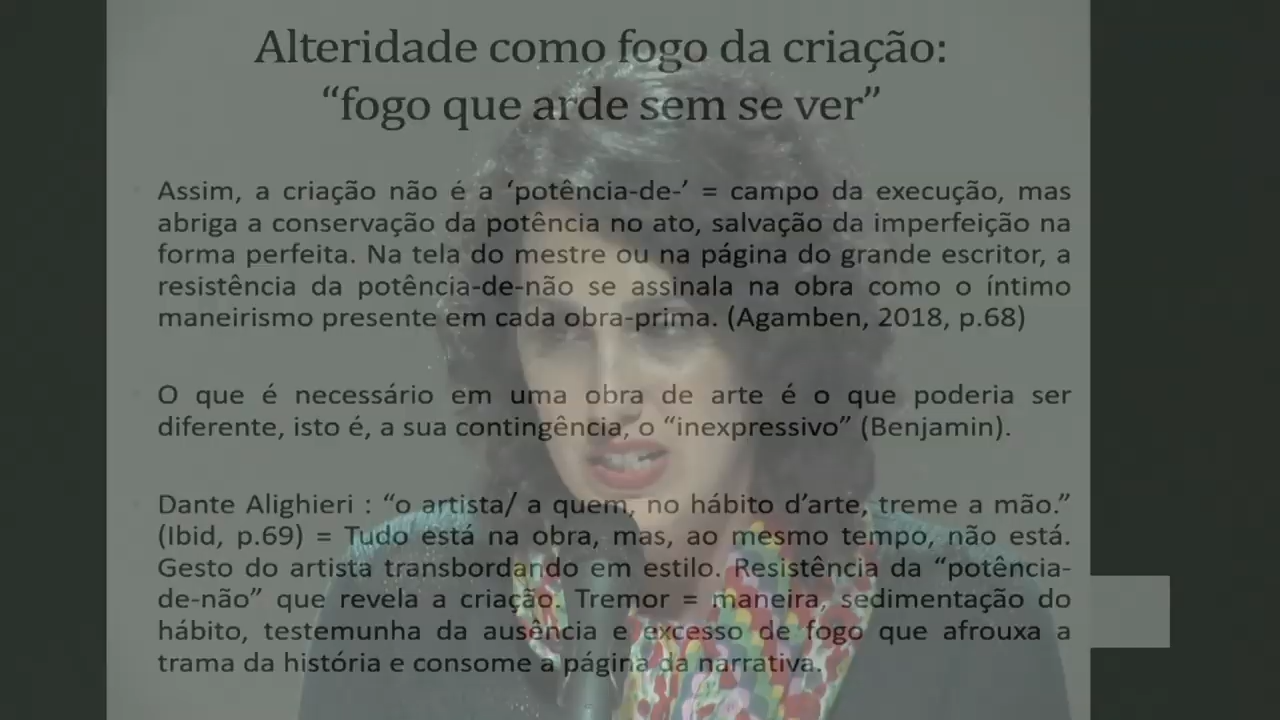 Alteridade como fogo da criação:
“fogo que arde sem se ver”
Assim, a criação não é a ‘potência-de-’ = campo da execução, mas
abriga a conservação da potência no ato, salvação da imperfeição na
forma perfeita. Na tela do mestre ou na página do grande escritor, a
resistência da potência-de-não se assinala na obra como o íntimo
maneirismo presente em cada obra-prima. (Agamben, 2018, p.68)
O que é necessário em uma obra de arte é o que poderia ser
diferente, isto é, a sua contingência, o “inexpressivo” (Benjamin).
Dante Alighieri : “o artista/ a quem, no hábito d’arte, treme a mão.”
(Ibid, p.69) = Tudo está na obra, mas, ao mesmo tempo, não está.
Gesto do artista transbordando em estilo. Resistência da “potência-
de-não” que revela a criação. Tremor = maneira, sedimentação do
hábito, testemunha da ausência e excesso de fogo que afrouxa a
trama da história e consome a página da narrativa.